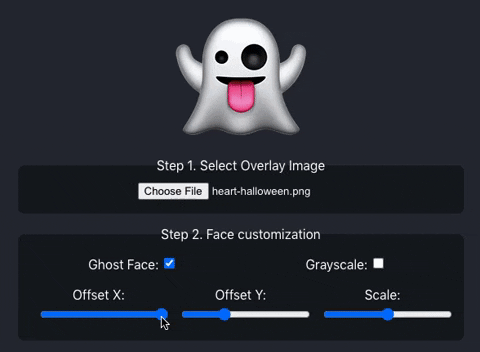 Step 1. Select Overlay Image
Choose File heart-halloween.png
Step 2. Face customization
Ghost Face: Grayscale:
Offset X: Offset Y: Scale: